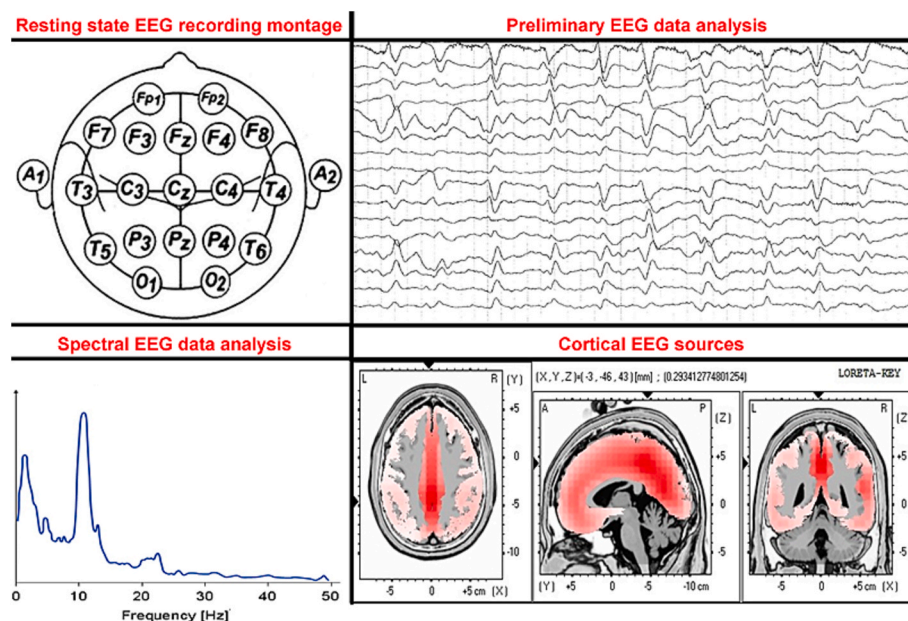 Resting state EEG recording montage
Preliminary EEG data analysis
Fp1 Fp2
F7 F3 Fz F4 F8
A1 T3 C3 Cz C4 T4 A2
T5 P3 Pz P4 T6
O1 O2
Spectral EEG data analysis
Cortical EEG sources
0 10 20 30 40 50
Frequency [Hz]
(X,Y,Z)=(-3,-46,43)[mm] ; (0.293412774801254)
LORETA-KEY
L R (Y)
+5
0
-5
-10
-5 0 +5 cm (X)
A P (Z)
+5
0
-5
(Y) +5 0 -5 -10cm
L R (Z)
+5
0
-5
-5 0 +5 cm (X)